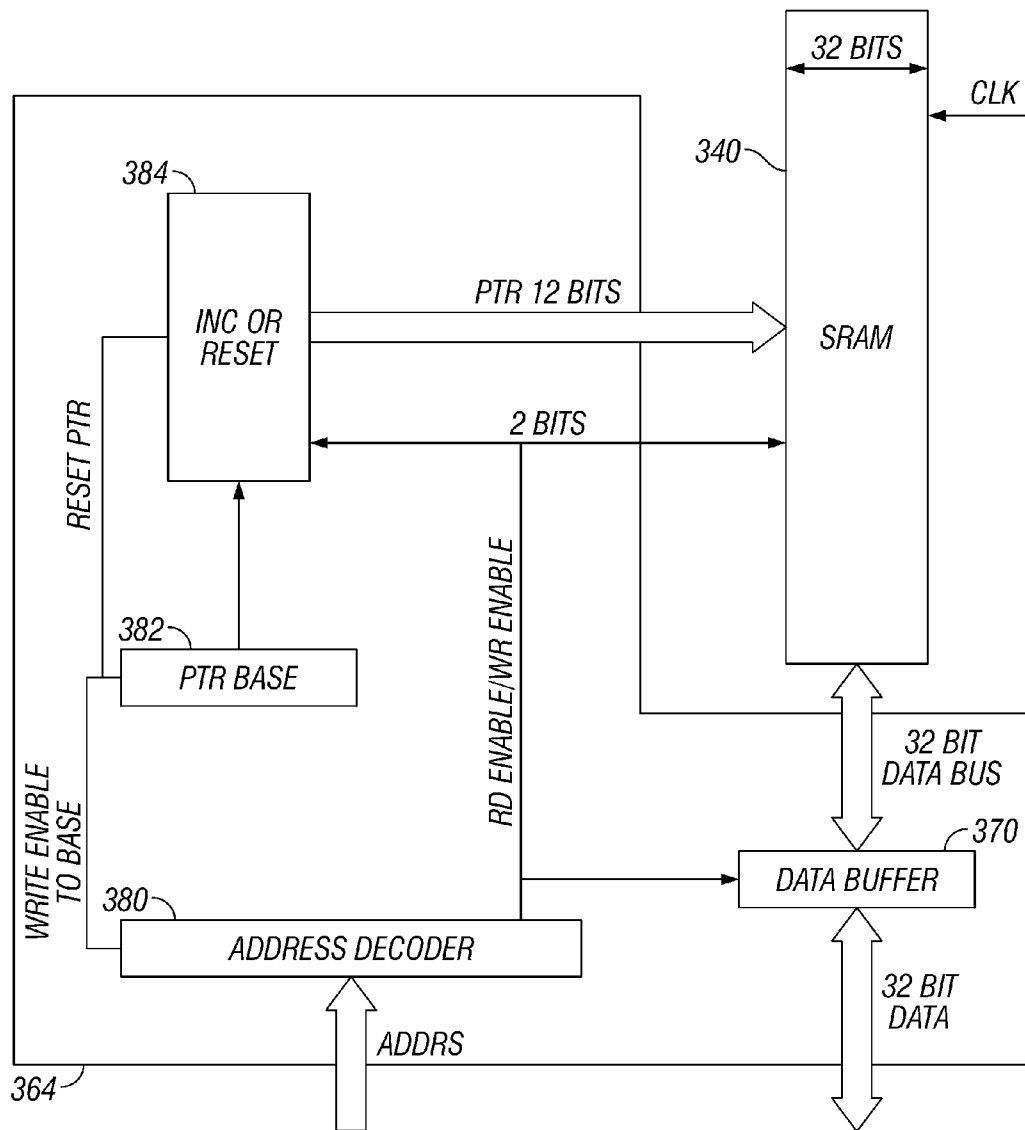 32 BITS
CLK
340
384
PTR 12 BITS
INC OR
RESET
SRAM
2 BITS
RESET PTR
RD ENABLE/WR ENABLE
382
PTR BASE
32 BIT
DATA BUS
WRITE ENABLE
TO BASE
370
DATA BUFFER
380
ADDRESS DECODER
32 BIT
DATA
ADDRS
364